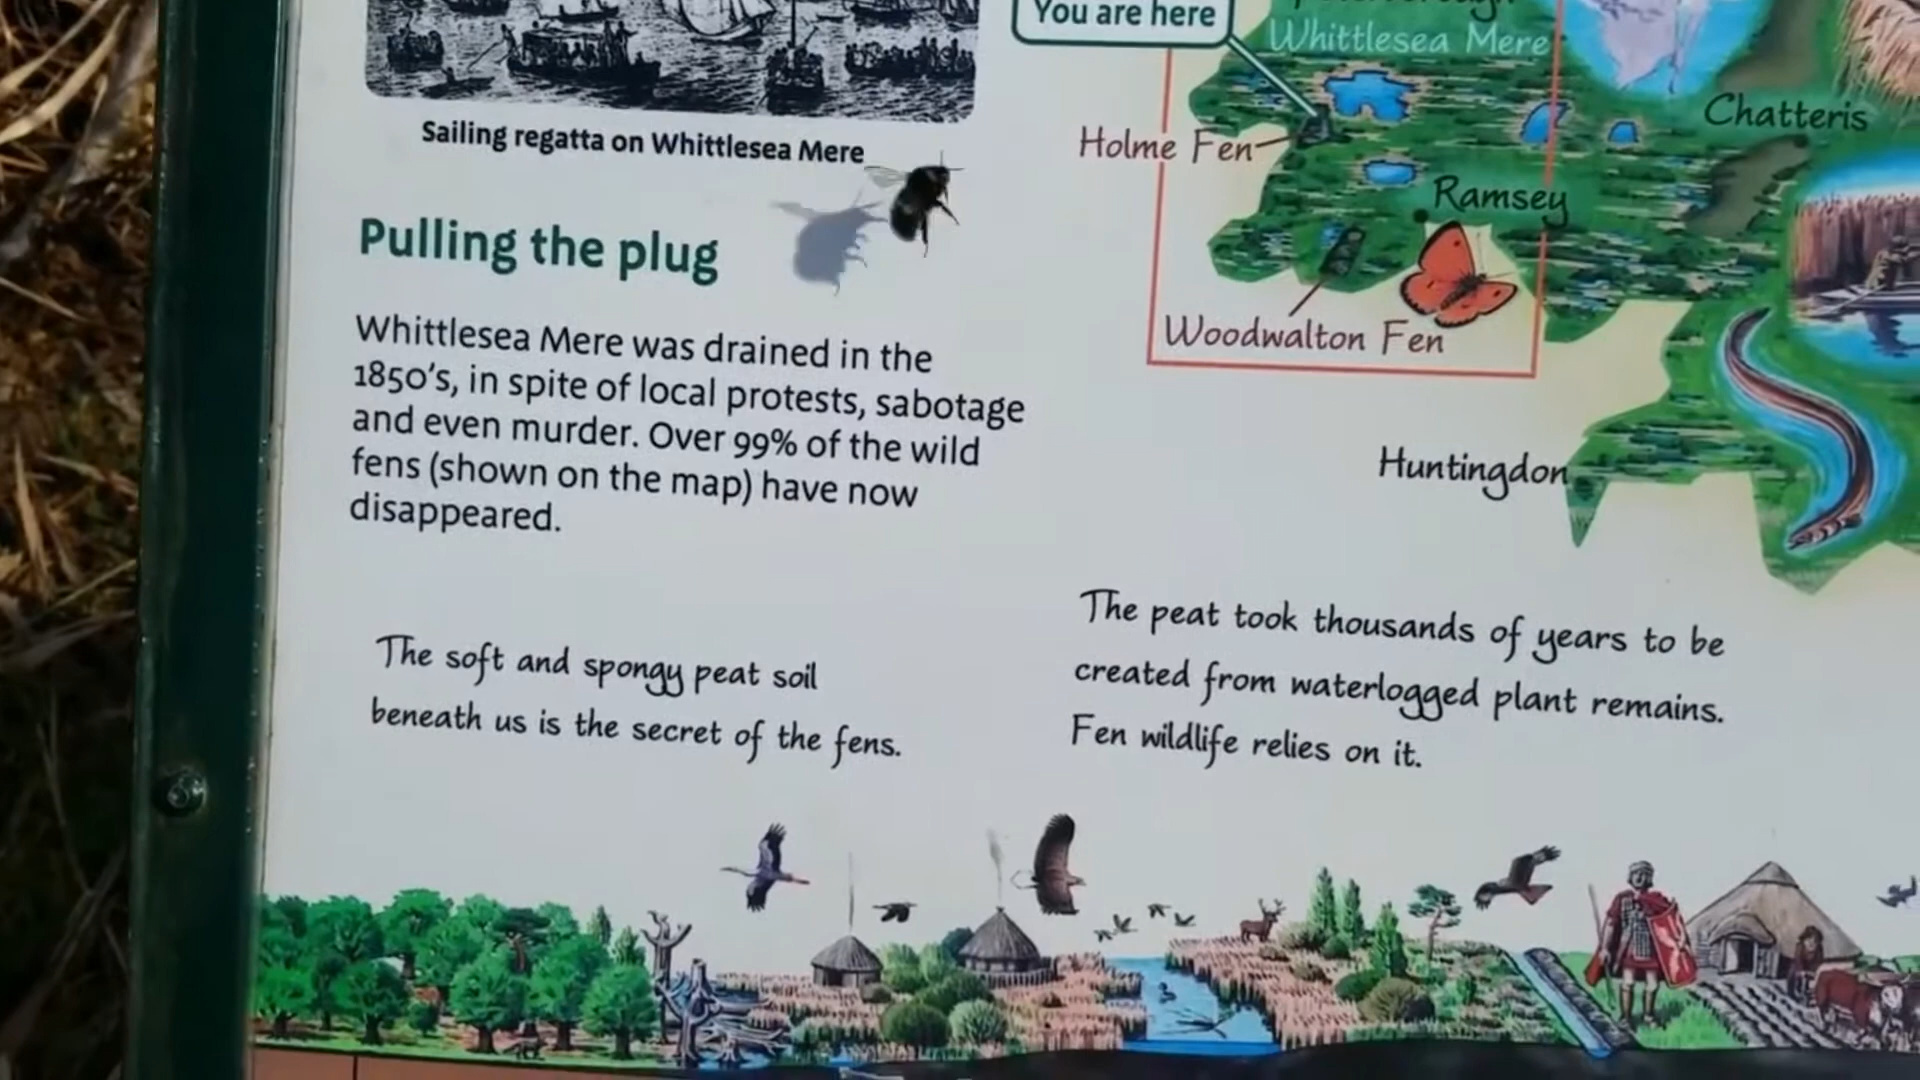 You are here
Whittlesea Mere
Chatteris
Sailing regatta on Whittlesea Mere
Holme Fen
Ramsey
Pulling the plug
Woodwalton Fen
Whittlesea Mere was drained in the
1850's, in spite of local protests, sabotage
and even murder. Over 99% of the wild
fens (shown on the map) have now
disappeared.
Huntingdon
The soft and spongy peat soil
beneath us is the secret of the fens.
The peat took thousands of years to be
created from waterlogged plant remains.
Fen wildlife relies on it.